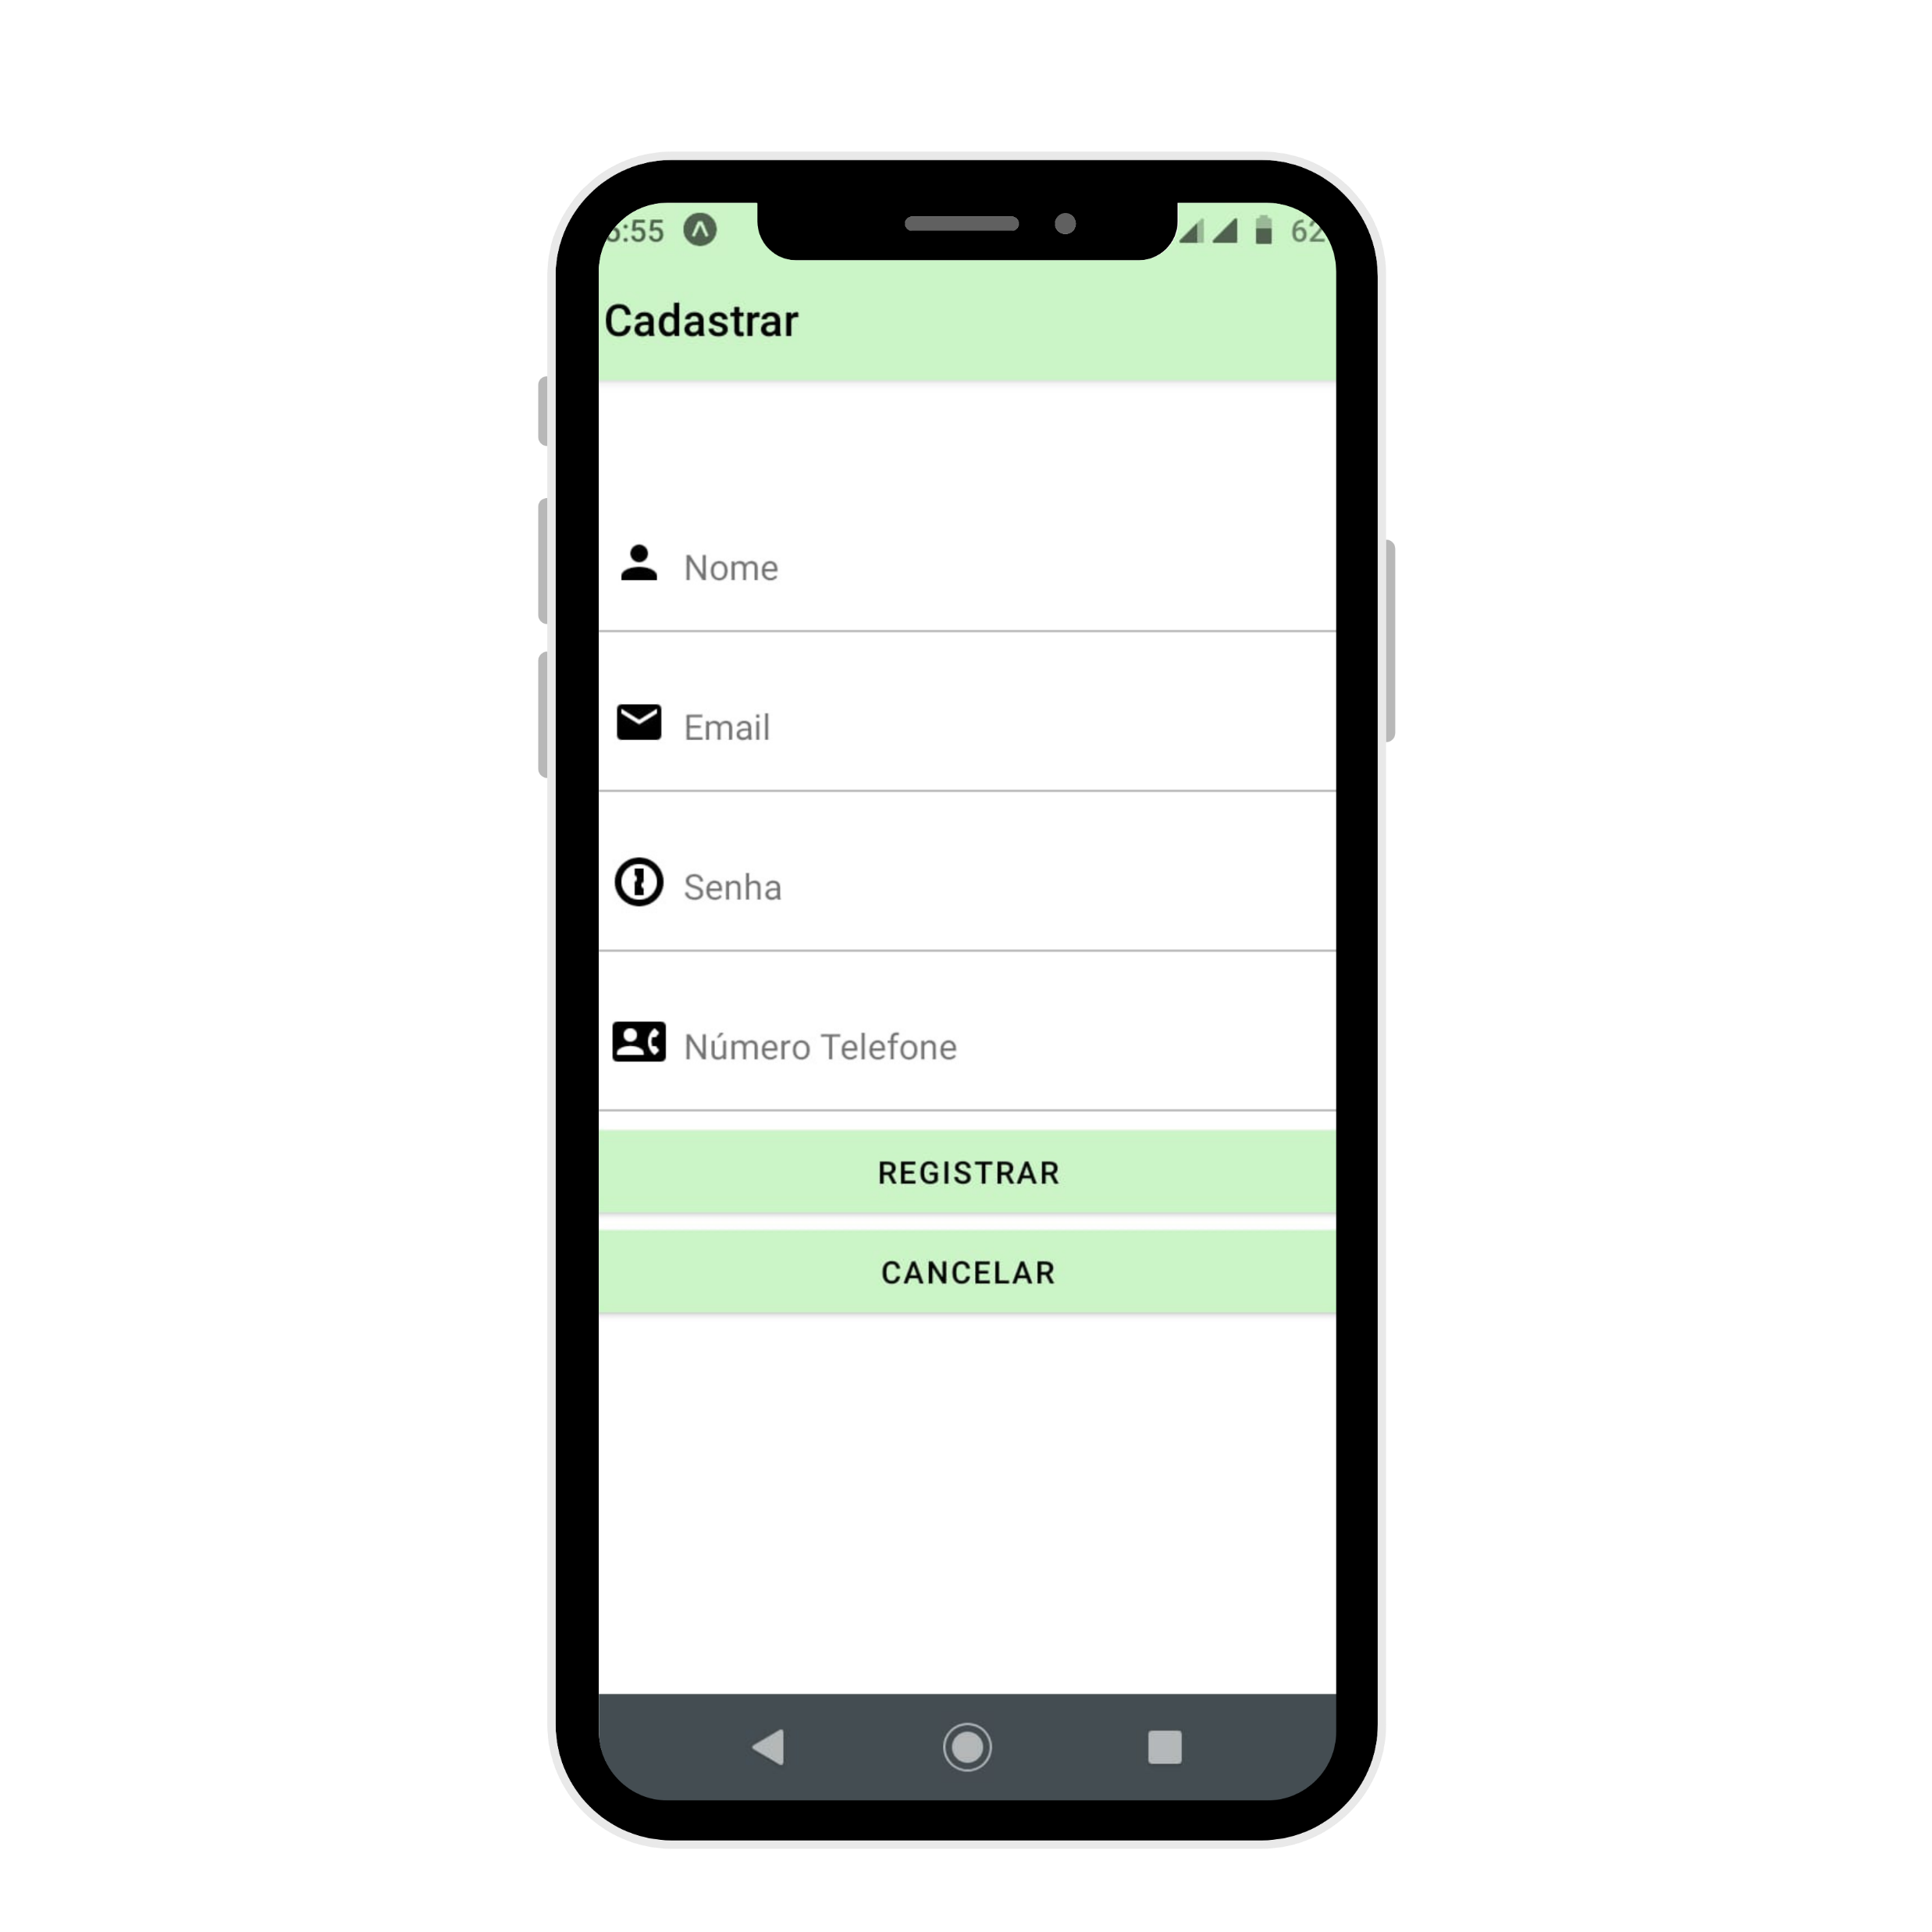 :55
62
Cadastrar
Nome
Email
Senha
Número Telefone
REGISTRAR
CANCELAR